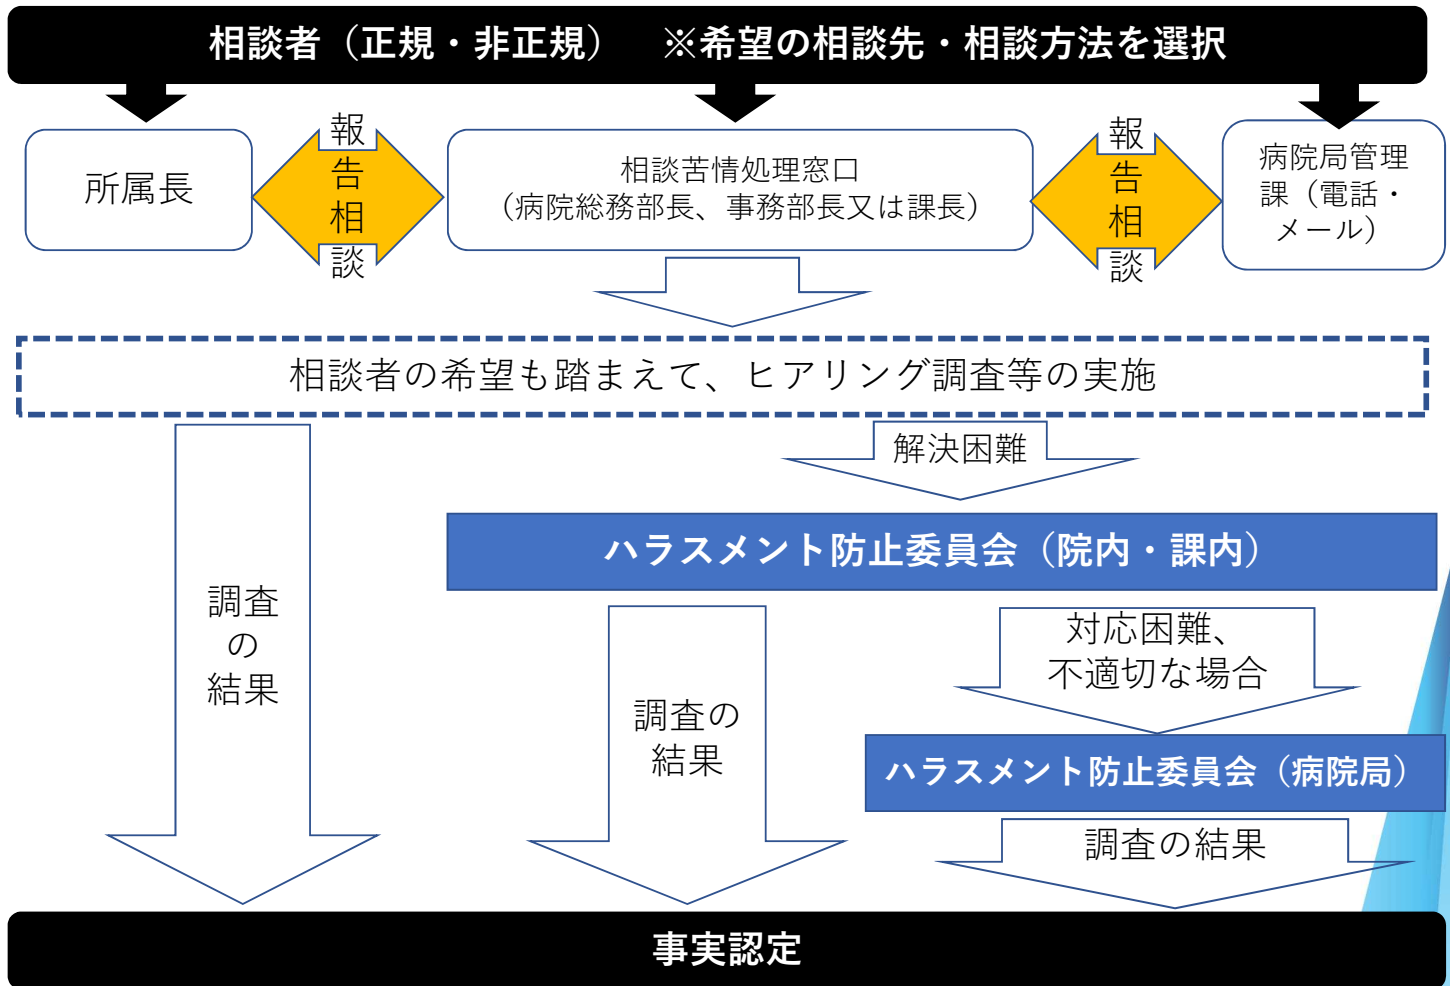 相談者（正規・非正規）　※希望の相談先・相談方法を選択
所属長
報告相談
相談苦情処理窓口
（病院総務部長、事務部長又は課長）
報告相談
病院局管理
課（電話・
メール）
相談者の希望も踏まえて、ヒアリング調査等の実施
解決困難
ハラスメント防止委員会（院内・課内）
調査
の
結果
調査の
結果
対応困難、
不適切な場合
ハラスメント防止委員会（病院局）
調査の結果
事実認定